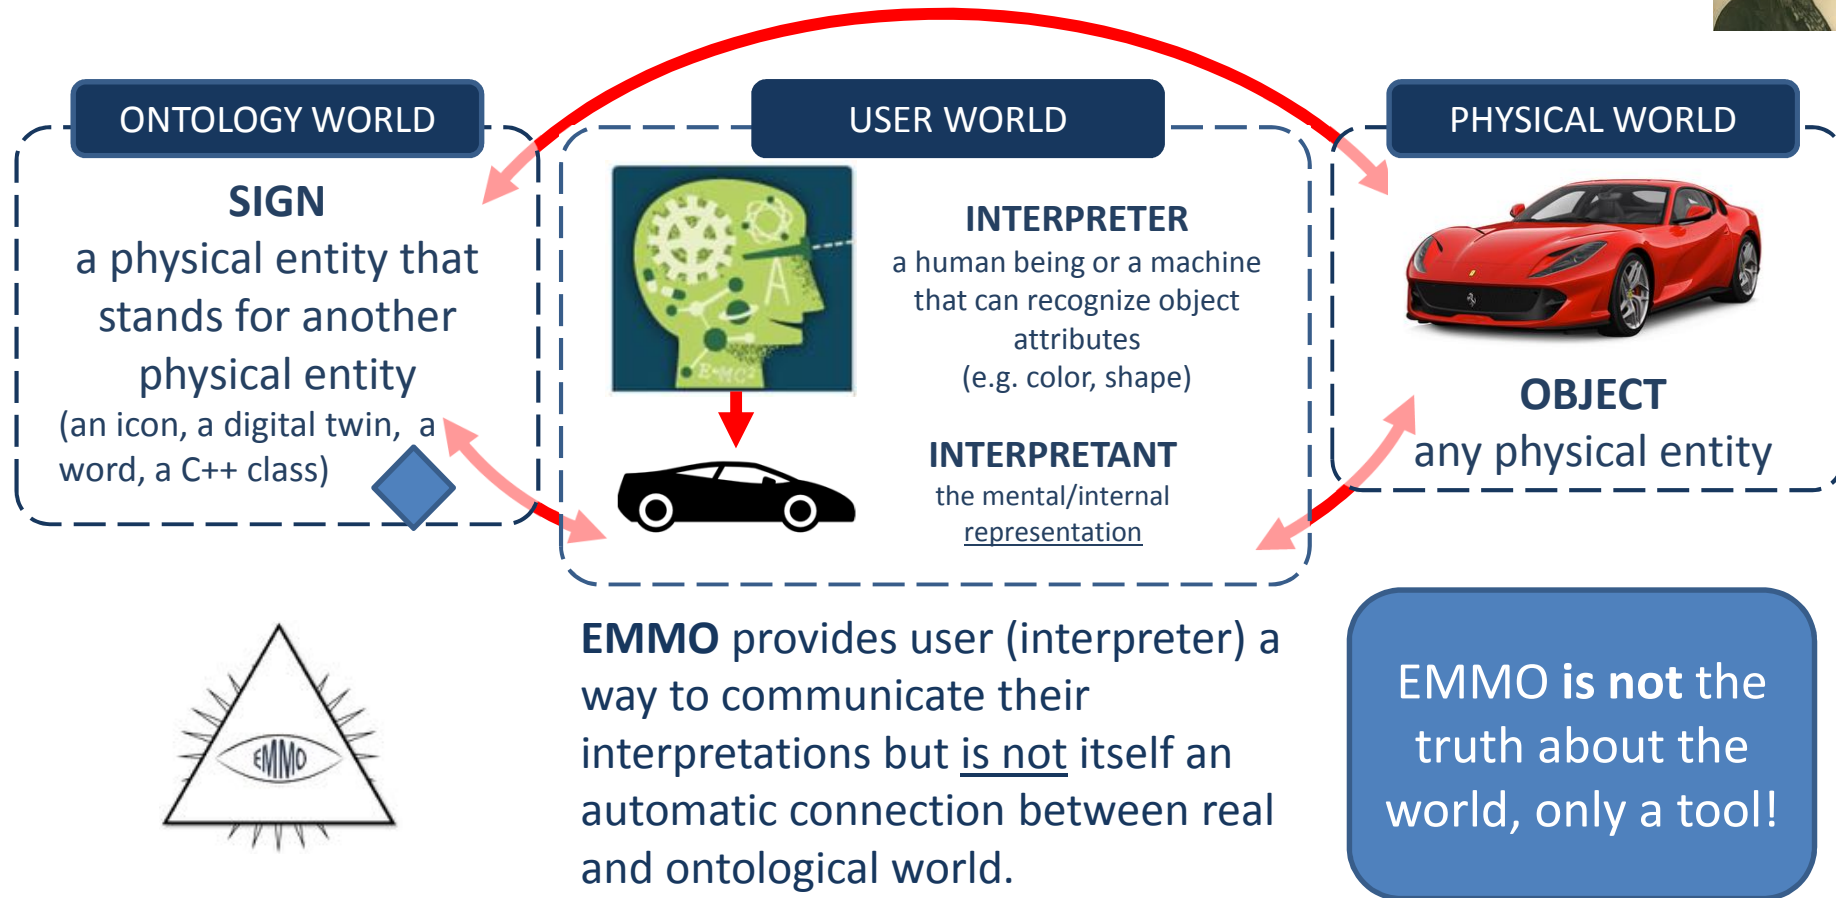 ONTOLOGY WORLD
SIGN
a physical entity that
stands for another
physical entity
(an icon, a digital twin, a
word, a C++ class)
USER WORLD
A
E=MC²
INTERPRETER
a human being or a machine
that can recognize object
attributes
(e.g. color, shape)
INTERPRETANT
the mental/internal
representation
PHYSICAL WORLD
OBJECT
any physical entity
EMMO
EMMO provides user (interpreter) a
way to communicate their
interpretations but is not itself an
automatic connection between real
and ontological world.
EMMO is not the
truth about the
world, only a tool!